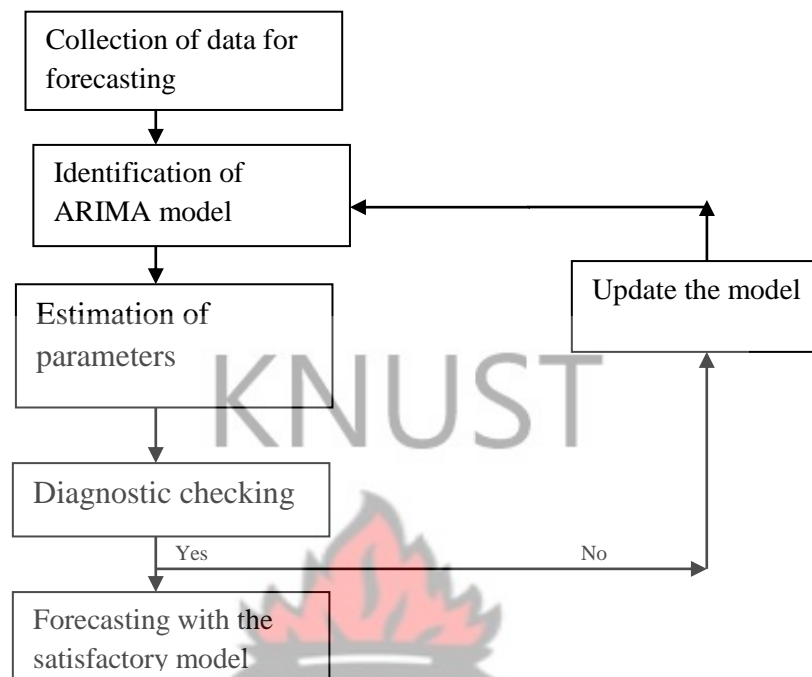 Collection of data for
forecasting
Identification of
ARIMA model
Update the model
Estimation of
parameters
KNUST
Diagnostic checking
Yes
No
Forecasting with the
satisfactory model